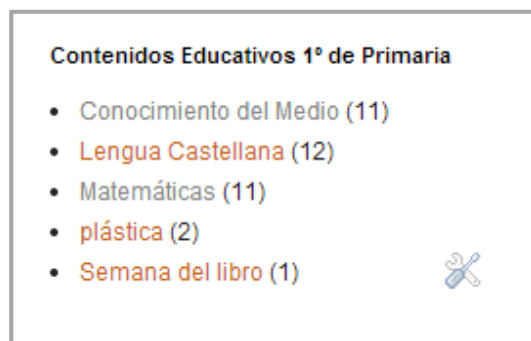 Contenidos Educativos 1º de Primaria
Conocimiento del Medio (11)
Lengua Castellana (12)
Matemáticas (11)
plástica (2)
Semana del libro (1)